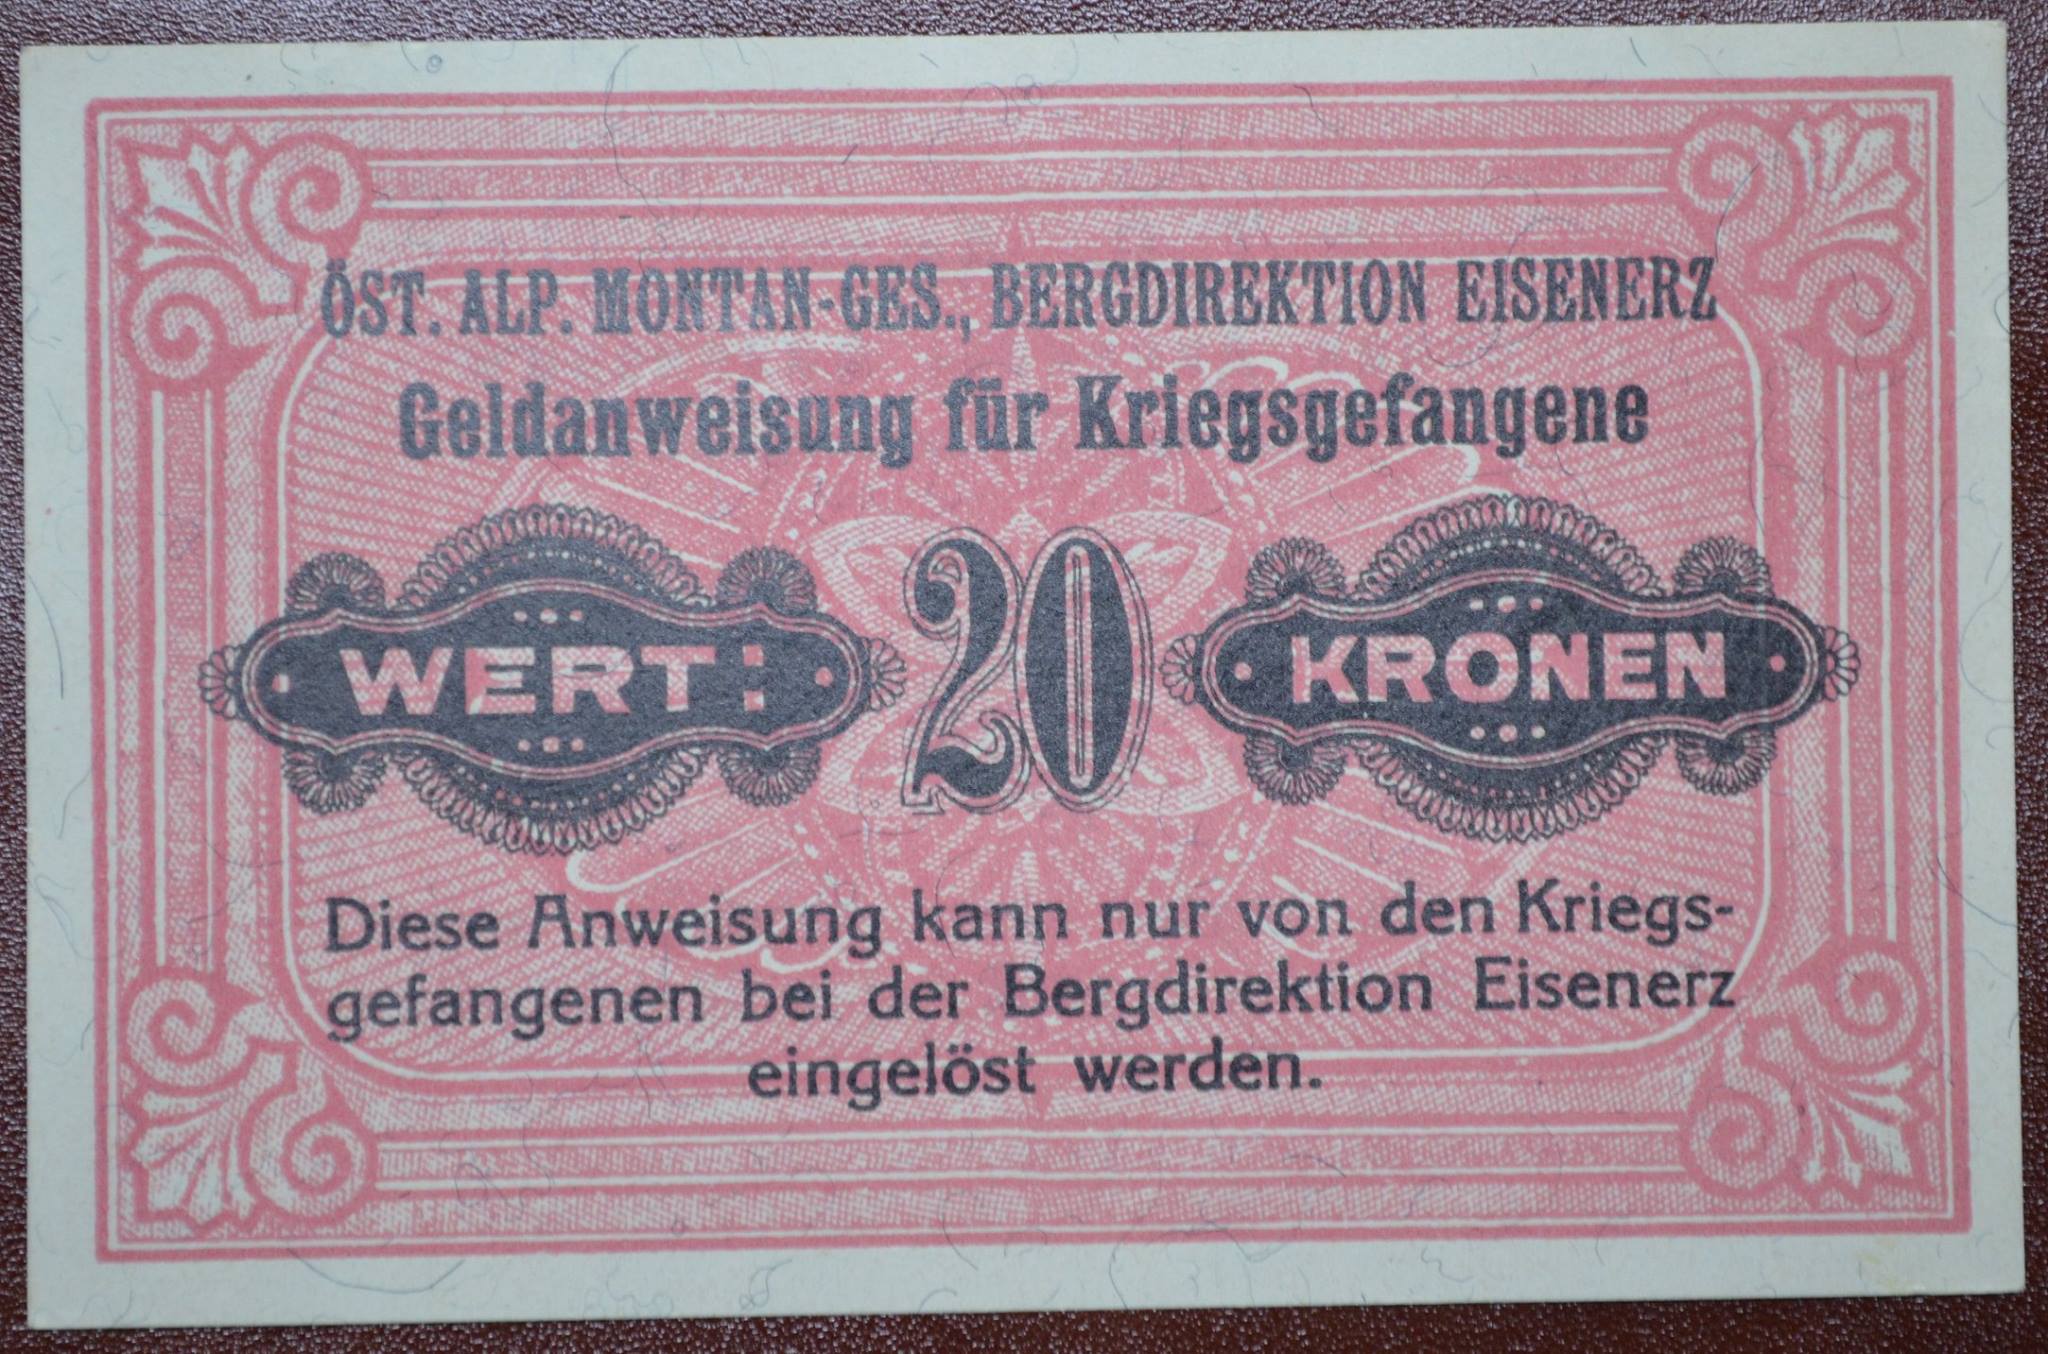 ÖST. ALP. MONTAN-GES., BERGDIREKTION EISENERZ
Geldanweisung für Kriegsgefangene
WERT: 20 KRONEN
Diese Anweisung kann nur von den Kriegs-
gefangenen bei der Bergdirektion Eisenerz
eingelöst werden.